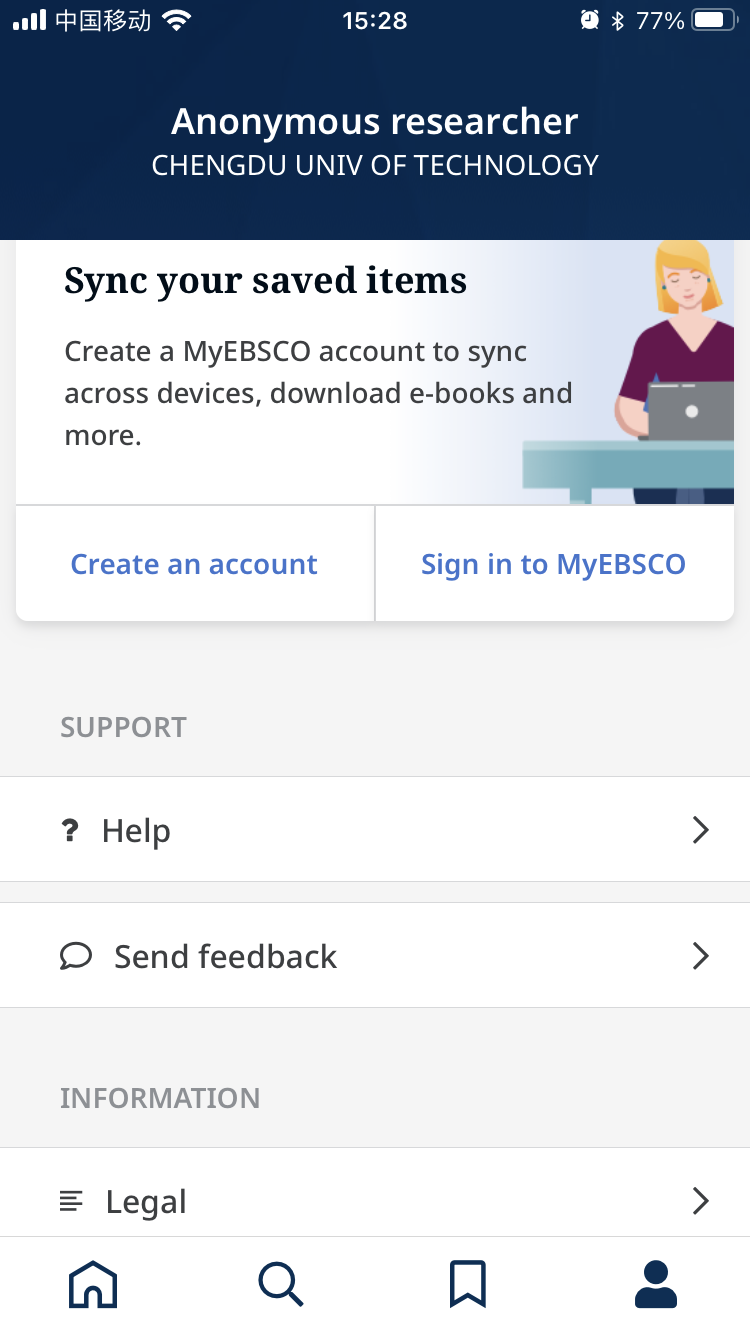 中国移动
15:28
77%
Anonymous researcher
CHENGDU UNIV OF TECHNOLOGY
Sync your saved items
Create a MyEBSCO account to sync
across devices, download e-books and
more.
Create an account
Sign in to MyEBSCO
SUPPORT
? Help
Send feedback
INFORMATION
Legal